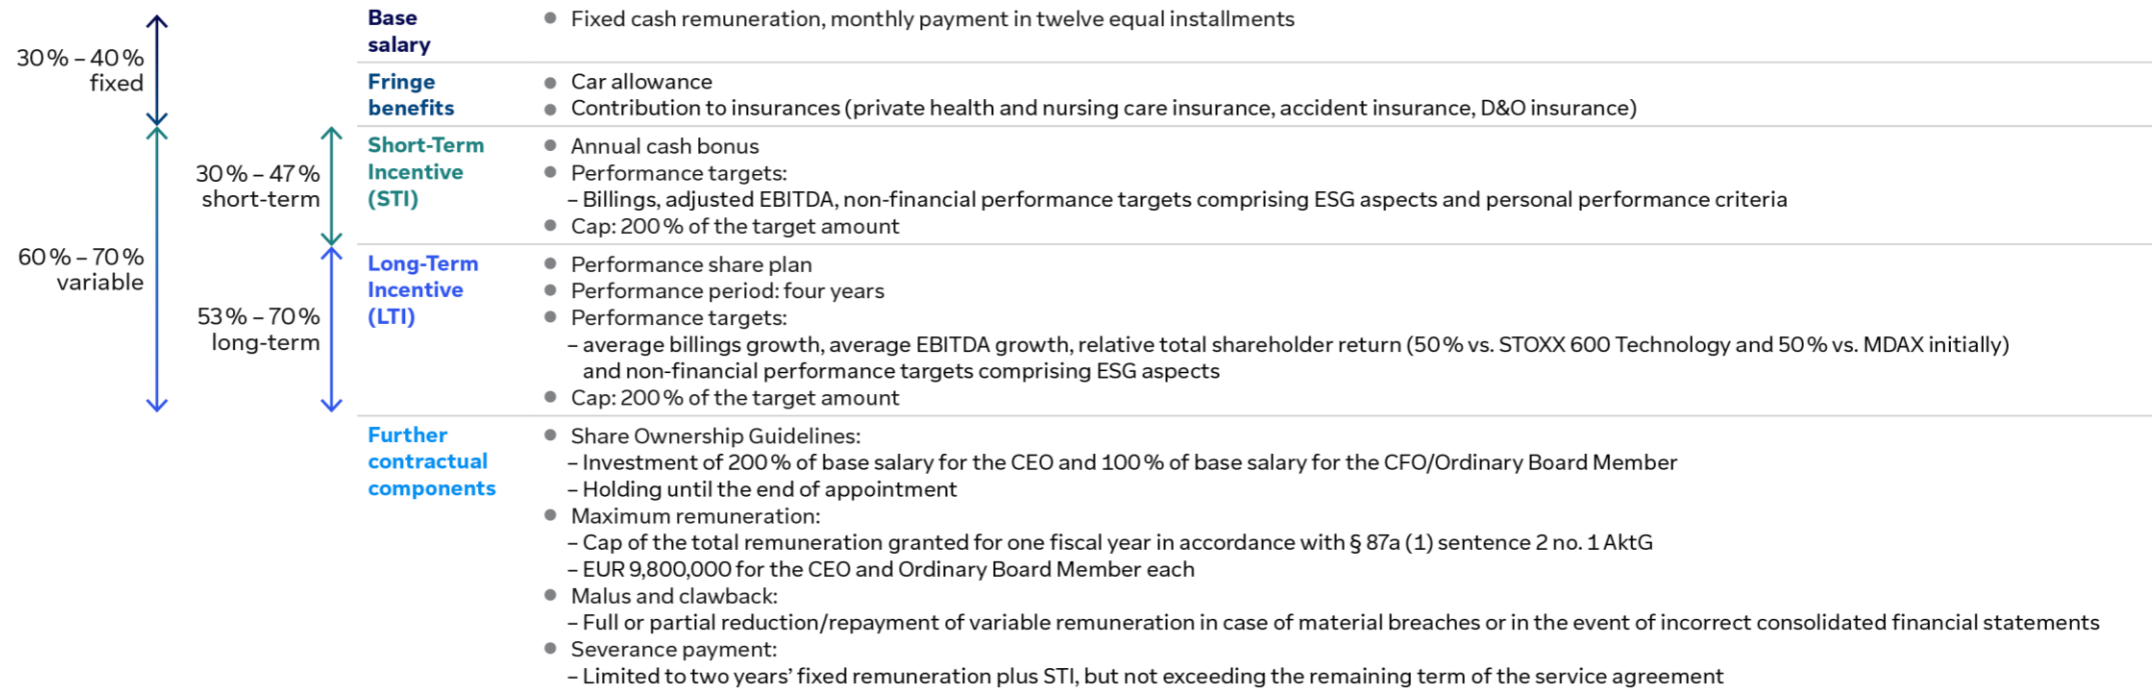 30 % – 40 %
fixed
60 % – 70 %
variable
30 % – 47 %
short-term
53 % – 70 %
long-term
Base
salary
● Fixed cash remuneration, monthly payment in twelve equal installments
Fringe
benefits
● Car allowance
● Contribution to insurances (private health and nursing care insurance, accident insurance, D&O insurance)
Short-Term
Incentive
(STI)
● Annual cash bonus
● Performance targets:
– Billings, adjusted EBITDA, non-financial performance targets comprising ESG aspects and personal performance criteria
● Cap: 200 % of the target amount
Long-Term
Incentive
(LTI)
● Performance share plan
● Performance period: four years
● Performance targets:
– average billings growth, average EBITDA growth, relative total shareholder return (50 % vs. STOXX 600 Technology and 50 % vs. MDAX initially)
and non-financial performance targets comprising ESG aspects
● Cap: 200 % of the target amount
Further
contractual
components
● Share Ownership Guidelines:
– Investment of 200 % of base salary for the CEO and 100 % of base salary for the CFO/Ordinary Board Member
– Holding until the end of appointment
● Maximum remuneration:
– Cap of the total remuneration granted for one fiscal year in accordance with § 87a (1) sentence 2 no. 1 AktG
– EUR 9,800,000 for the CEO and Ordinary Board Member each
● Malus and clawback:
– Full or partial reduction/repayment of variable remuneration in case of material breaches or in the event of incorrect consolidated financial statements
● Severance payment:
– Limited to two years’ fixed remuneration plus STI, but not exceeding the remaining term of the service agreement